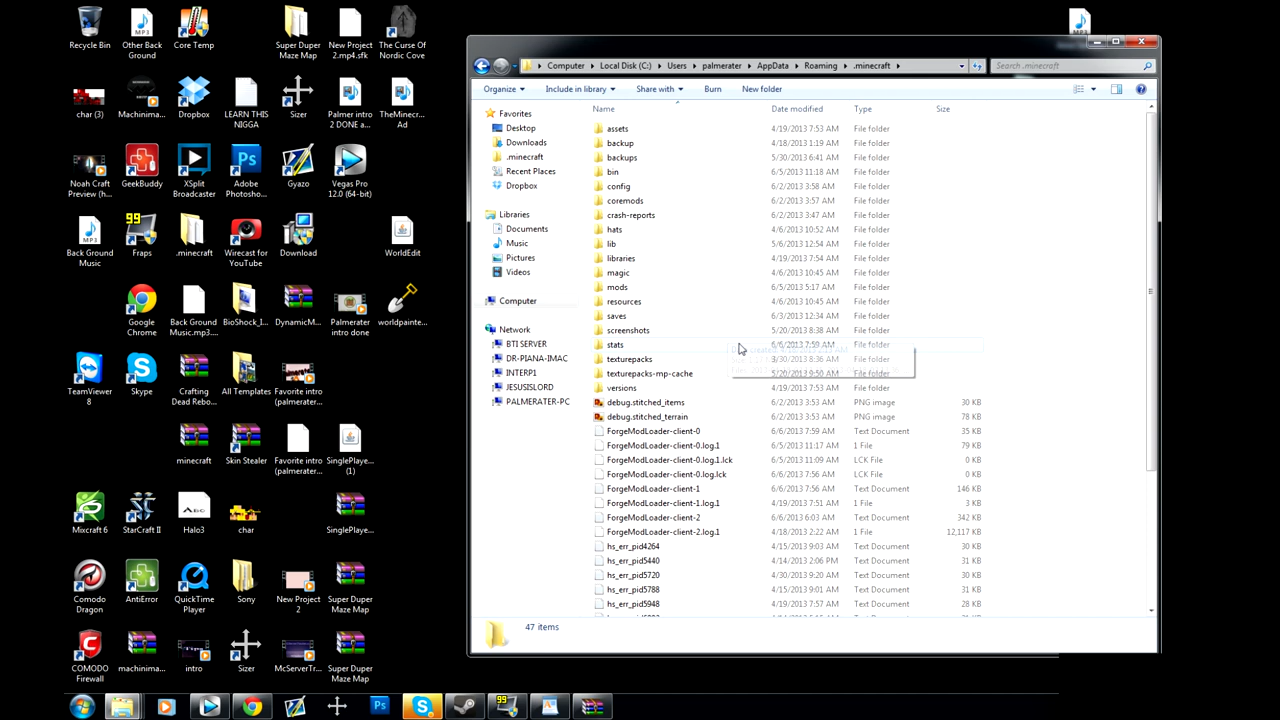 Recycle Bin
Other Back Ground
Core Temp
Super Duper Maze Map
New Project 2.mp4.sfk
The Curse Of Nordic Cove
char (3)
Machinima...
Dropbox
LEARN THIS NIGGA
Sizer
Palmer intro 2 DONE a...
TheMinecr... Ad
Noah Craft Preview (h...
GeekBuddy
XSplit Broadcaster
Adobe Photosho...
Gyazo
Vegas Pro 12.0 (64-bit)
Back Ground Music
99
Fraps
.minecraft
Wirecast for YouTube
Download
WorldEdit
Google Chrome
Back Ground Music.mp3....
BioShock_I...
DynamicM...
Palmerater intro done
worldpainte...
TeamViewer 8
Skype
Crafting Dead Rebo...
All Templates
Favorite intro (palmerate...
minecraft
Skin Stealer
Favorite intro (palmerate...
SinglePlaye... (1)
Mixcraft 6
StarCraft II
Halo3
char
SinglePlaye...
Comodo Dragon
AntiError
QuickTime Player
Sony
New Project 2
Super Duper Maze Map
COMODO Firewall
machinima...
intro
Sizer
McServerTr...
Super Duper Maze Map
MP3
Computer
Local Disk (C:)
Users
palmerater
AppData
Roaming
.minecraft
Search .minecraft
Organize
Include in library
Share with
Burn
New folder
Favorites
Desktop
Downloads
.minecraft
Recent Places
Dropbox
Libraries
Documents
Music
Pictures
Videos
Computer
Network
BTI SERVER
DR-PIANA-IMAC
INTERP1
JESUSISLORD
PALMERATER-PC
Name Date modified Type Size
assets 4/19/2013 7:53 AM File folder
backup 4/18/2013 1:19 AM File folder
backups 5/30/2013 6:41 AM File folder
bin 6/5/2013 11:18 AM File folder
config 6/2/2013 3:58 AM File folder
coremods 6/2/2013 3:57 AM File folder
crash-reports 6/2/2013 3:47 AM File folder
hats 4/6/2013 10:52 AM File folder
lib 5/6/2013 12:54 AM File folder
libraries 4/19/2013 7:54 AM File folder
magic 4/6/2013 10:45 AM File folder
mods 6/5/2013 5:17 AM File folder
resources 4/6/2013 10:45 AM File folder
saves 6/3/2013 12:34 AM File folder
screenshots 5/20/2013 8:38 AM File folder
stats 6/6/2013 7:59 AM File folder
texturepacks 3/30/2013 8:36 AM File folder
texturepacks-mp-cache 5/20/2013 9:50 AM File folder
versions 4/19/2013 7:53 AM File folder
debug.stitched_items 6/2/2013 3:53 AM PNG image 30 KB
debug.stitched_terrain 6/2/2013 3:53 AM PNG image 78 KB
ForgeModLoader-client-0 6/6/2013 7:59 AM Text Document 35 KB
ForgeModLoader-client-0.log.1 6/5/2013 11:17 AM 1 File 79 KB
ForgeModLoader-client-0.log.1.lck 6/5/2013 11:09 AM LCK File 0 KB
ForgeModLoader-client-0.log.lck 6/6/2013 7:56 AM LCK File 0 KB
ForgeModLoader-client-1 6/6/2013 7:56 AM Text Document 146 KB
ForgeModLoader-client-1.log.1 4/19/2013 7:51 AM 1 File 3 KB
ForgeModLoader-client-2 6/6/2013 6:03 AM Text Document 342 KB
ForgeModLoader-client-2.log.1 4/18/2013 2:22 AM 1 File 12,117 KB
hs_err_pid4264 4/15/2013 9:03 AM Text Document 30 KB
hs_err_pid5440 4/14/2013 2:06 PM Text Document 31 KB
hs_err_pid5720 4/30/2013 9:20 AM Text Document 30 KB
hs_err_pid5788 4/15/2013 9:01 AM Text Document 31 KB
hs_err_pid5948 4/19/2013 7:57 AM Text Document 28 KB
47 items
99